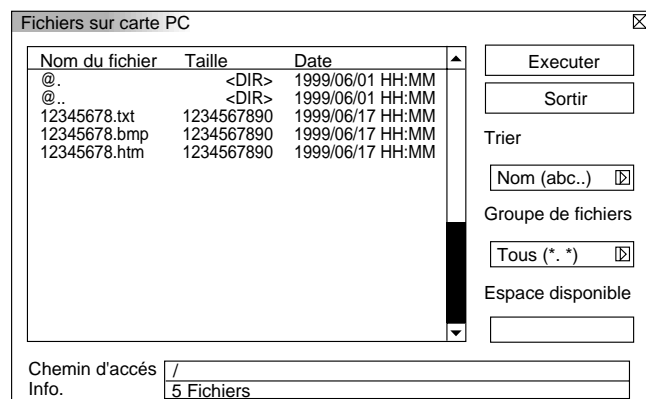 Fichiers sur carte PC
Nom du fichier Taille Date
@. <DIR> 1999/06/01 HH:MM
@.. <DIR> 1999/06/01 HH:MM
12345678.txt 1234567890 1999/06/17 HH:MM
12345678.bmp 1234567890 1999/06/17 HH:MM
12345678.htm 1234567890 1999/06/17 HH:MM
Executer
Sortir
Trier
Nom (abc..)
Groupe de fichiers
Tous (*. *)
Espace disponible
Chemin d'accés /
Info. 5 Fichiers